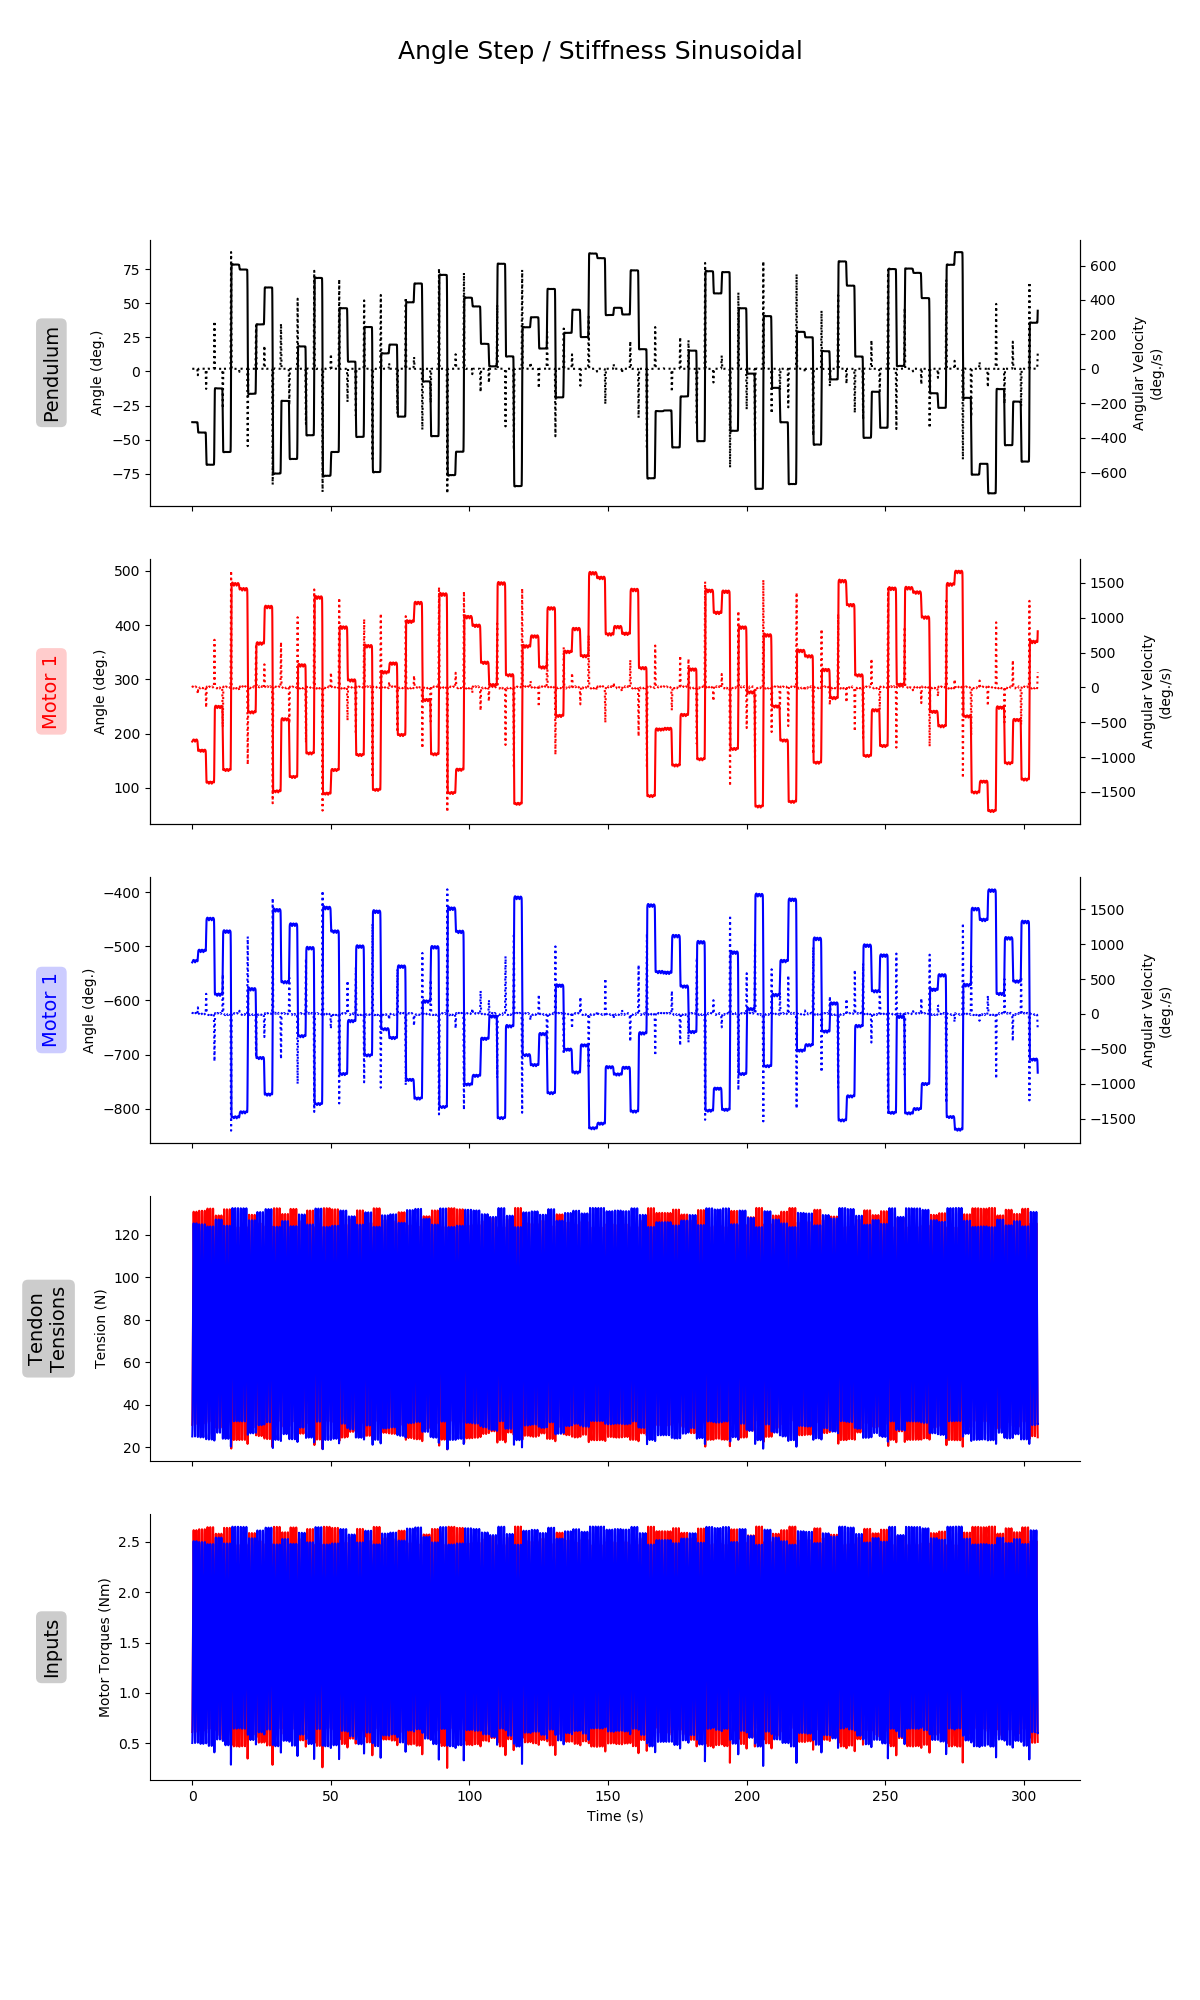 Angle Step / Stiffness Sinusoidal
Pendulum
Angle (deg.)
75
50
25
0
−25
−50
−75
600
400
200
0
−200
−400
−600
Angular Velocity
(deg./s)
Motor 1
Angle (deg.)
500
400
300
200
100
1500
1000
500
0
−500
−1000
−1500
Angular Velocity
(deg./s)
Motor 1
Angle (deg.)
−400
−500
−600
−700
−800
1500
1000
500
0
−500
−1000
−1500
Angular Velocity
(deg./s)
Tendon
Tensions
Tension (N)
120
100
80
60
40
20
Inputs
Motor Torques (Nm)
2.5
2.0
1.5
1.0
0.5
0 50 100 150 200 250 300
Time (s)